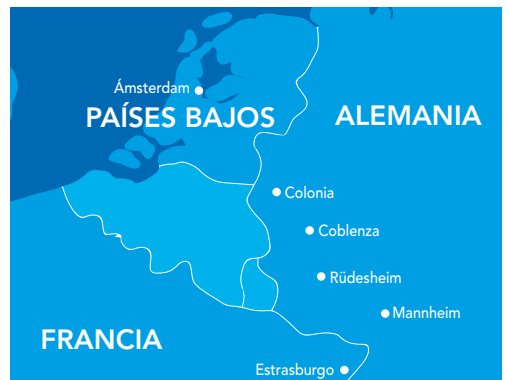 Ámsterdam
PAÍSES BAJOS
ALEMANIA
Colonia
Coblenza
Rüdesheim
Mannheim
FRANCIA
Estrasburgo